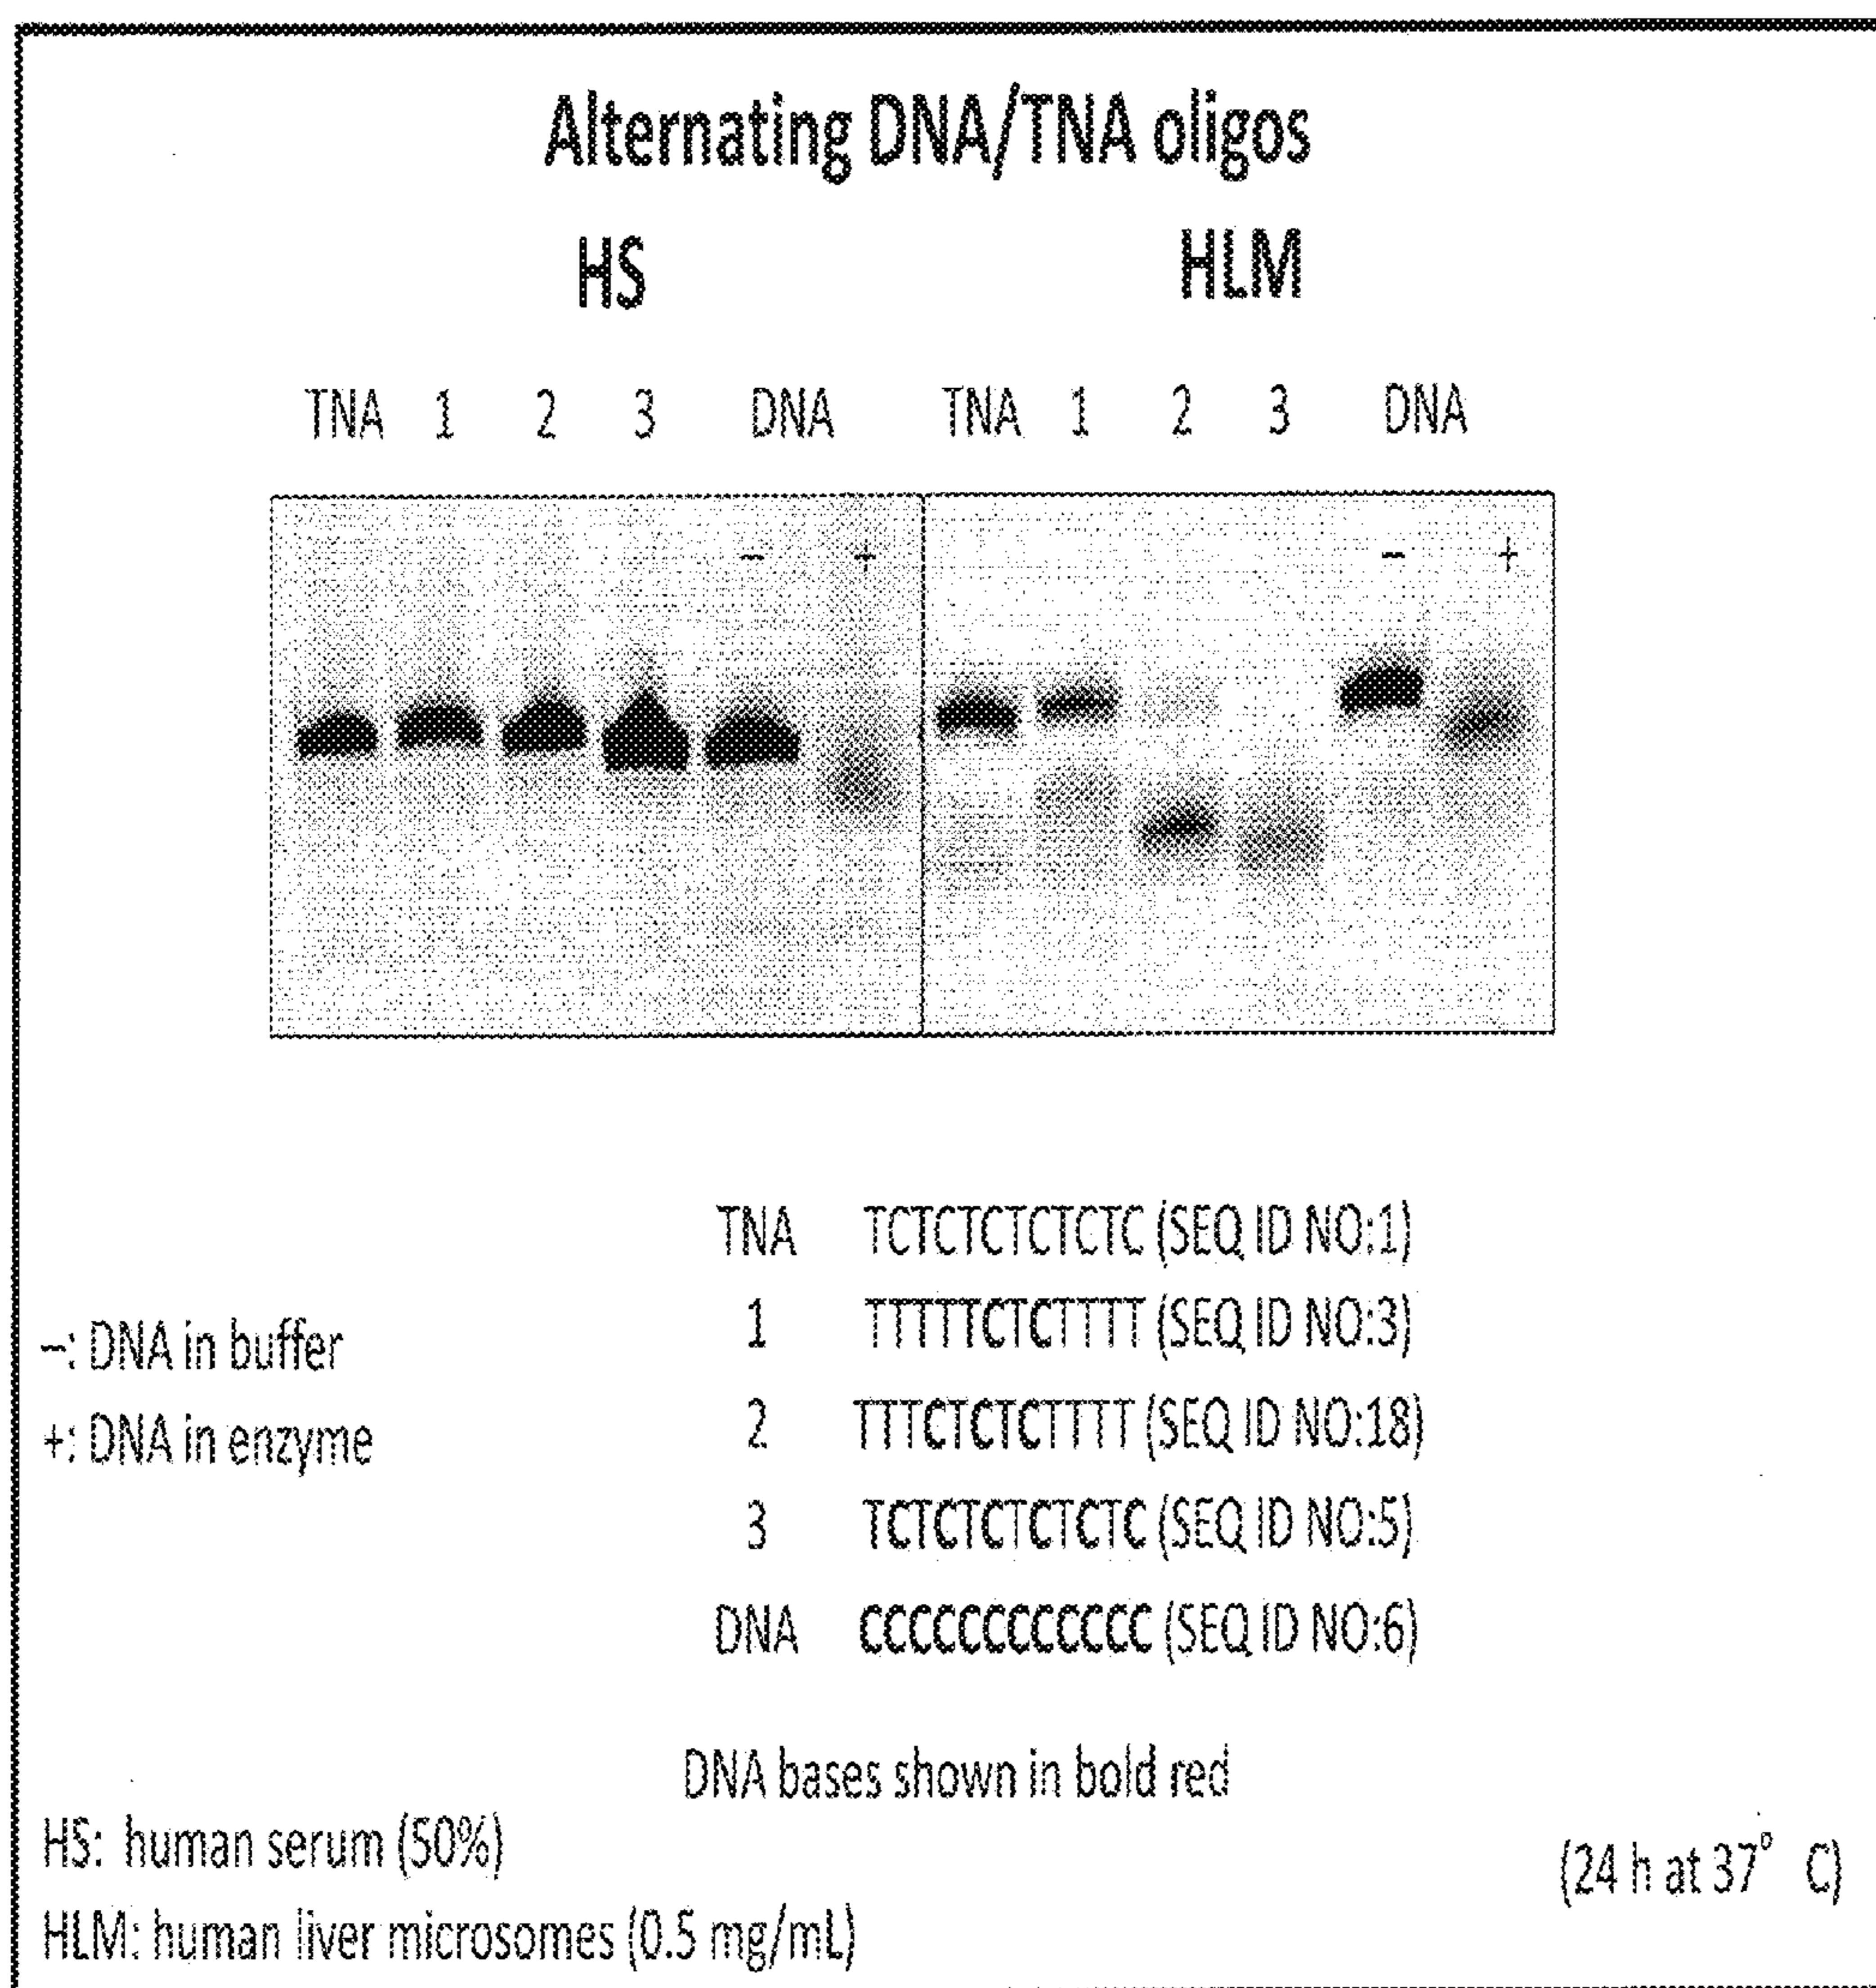 Alternating DNA/TNA oligos
HS HLM
TNA 1 2 3 DNA TNA 1 2 3 DNA
– + – +
TNA TCTCTCTCTCTC (SEQ ID NO:1)
1 TTTTTCTCTTTT (SEQ ID NO:3)
–: DNA in buffer
2 TTTCTCTCTTTT (SEQ ID NO:18)
+: DNA in enzyme
3 TCTCTCTCTCTC (SEQ ID NO:5)
DNA CCCCCCCCCCCC (SEQ ID NO:6)
DNA bases shown in bold red
HS: human serum (50%)
(24 h at 37° C)
HLM: human liver microsomes (0.5 mg/mL)